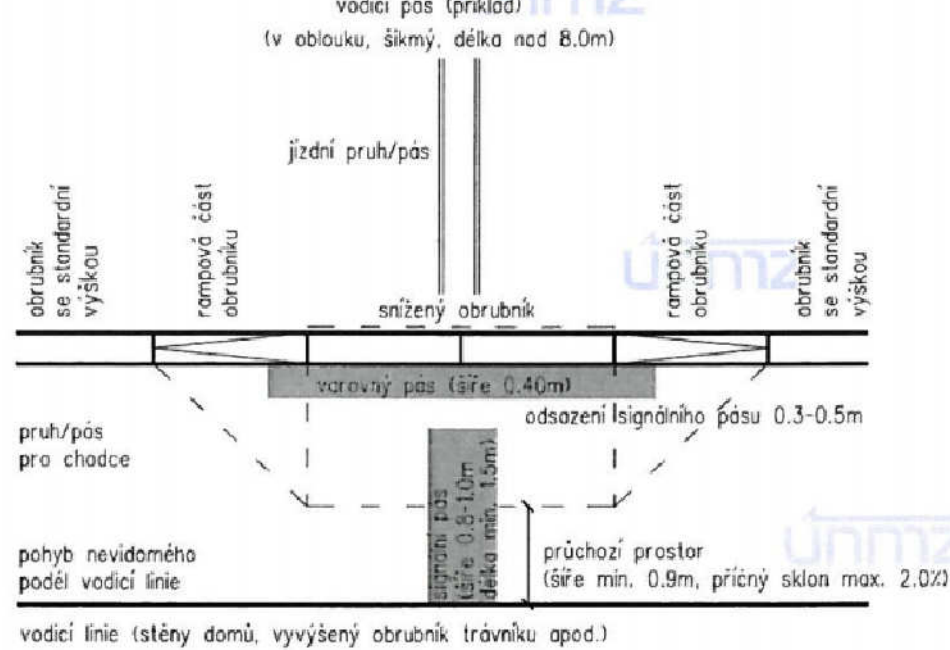 vodicí pás (příklad)
(v oblouku, šikmý, délka nad 8.0m)
jízdní pruh/pás
obrubník
se standardní
výškou
rampová část
obrubníku
rampová část
obrubníku
obrubník
se standardní
výškou
únmz
snížený obrubník
varovný pás (šíře 0.40m)
odsazení signálního pásu 0.3-0.5m
pruh/pás
pro chodce
signální pás
(šíře 0.8-1.0m
délka min. 1.5m)
pohyb nevidomého
podél vodicí linie
průchozí prostor
(šíře min. 0.9m, příčný sklon max. 2.0%)
únmz
vodicí linie (stěny domů, vyvýšený obrubník trávníku apod.)